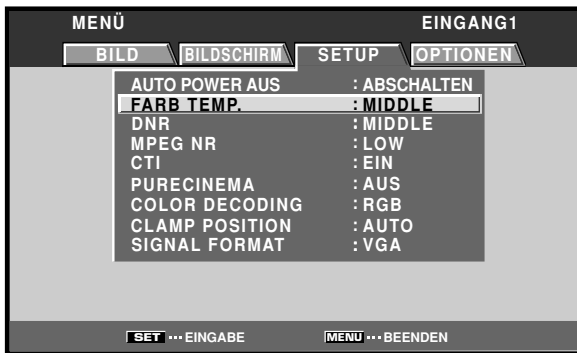 MENÜ EINGANG1
BILD BILDSCHIRM SETUP OPTIONEN
AUTO POWER AUS : ABSCHALTEN
FARB TEMP. : MIDDLE
DNR : MIDDLE
MPEG NR : LOW
CTI : EIN
PURECINEMA : AUS
COLOR DECODING : RGB
CLAMP POSITION : AUTO
SIGNAL FORMAT : VGA
SET ··· EINGABE MENU ··· BEENDEN